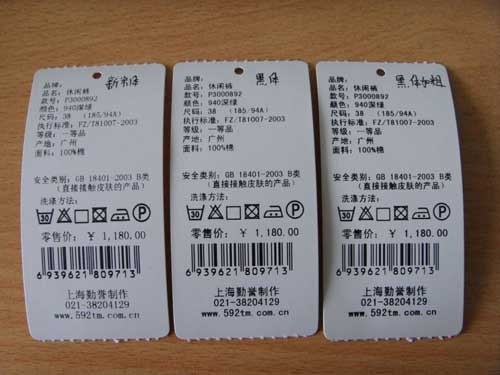 新宋体
品牌:
品名: 休闲裤
款号: P3000892
颜色: 940深绿
尺码: 38 (185/94A)
执行标准: FZ/T81007-2003
等级: 一等品
产地: 广州
面料: 100%棉
安全类别: GB 18401-2003 B类
(直接接触皮肤的产品)
洗涤方法:
30 P
零售价: ¥ 1,180.00
6 939621 809713
上海勤誉制作
021-38204129
www.592tm.com.cn
黑体
品牌:
品名: 休闲裤
款号: P3000892
颜色: 940深绿
尺码: 38 (185/94A)
执行标准: FZ/T81007-2003
等级: 一等品
产地: 广州
面料: 100%棉
安全类别: GB 18401-2003 B类
(直接接触皮肤的产品)
洗涤方法:
30 P
零售价: ¥ 1,180.00
6 939621 809713
上海勤誉制作
021-38204129
www.592tm.com.cn
黑体加粗
品牌:
品名: 休闲裤
款号: P3000892
颜色: 940深绿
尺码: 38 (185/94A)
执行标准: FZ/T81007-2003
等级: 一等品
产地: 广州
面料: 100%棉
安全类别: GB 18401-2003 B类
(直接接触皮肤的产品)
洗涤方法:
30 P
零售价: ¥ 1,180.00
6 939621 809713
上海勤誉制作
021-38204129
www.592tm.com.cn